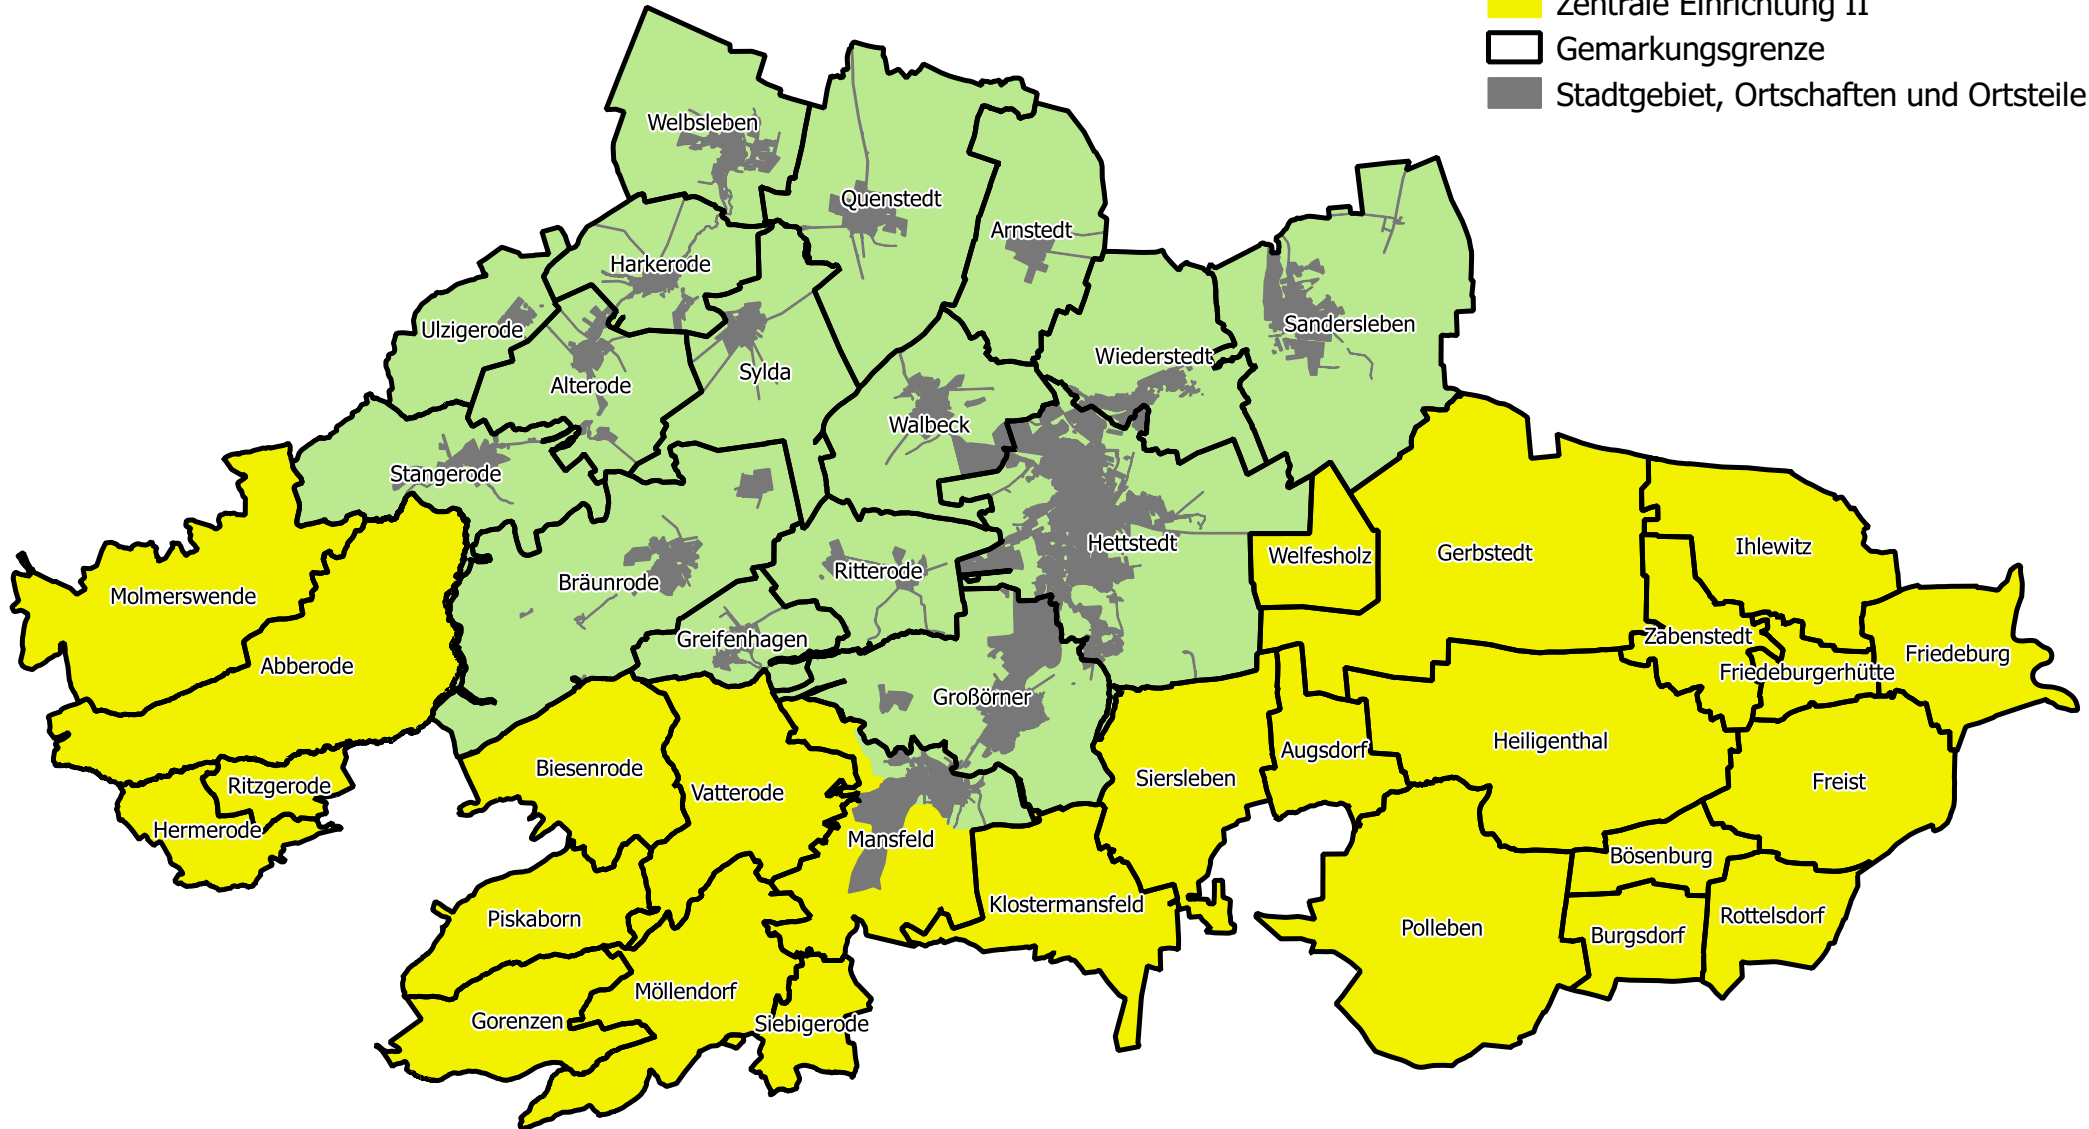 Zentrale Einrichtung II
Gemarkungsgrenze
Stadtgebiet, Ortschaften und Ortsteile
Welbsleben
Quenstedt
Arnstedt
Harkerode
Ulzigerode
Sandersleben
Wiederstedt
Sylda
Alterode
Walbeck
Stangerode
Hettstedt
Welfesholz
Gerbstedt
Ihlewitz
Ritterode
Bräunrode
Molmerswende
Greifenhagen
Zabenstedt
Friedeburg
Abberode
Friedeburgerhütte
Großörner
Heiligenthal
Augsdorf
Biesenrode
Siersleben
Freist
Ritzgerode
Vatterode
Hermerode
Mansfeld
Bösenburg
Klostermansfeld
Rottelsdorf
Piskaborn
Polleben
Burgsdorf
Möllendorf
Gorenzen
Siebigerode